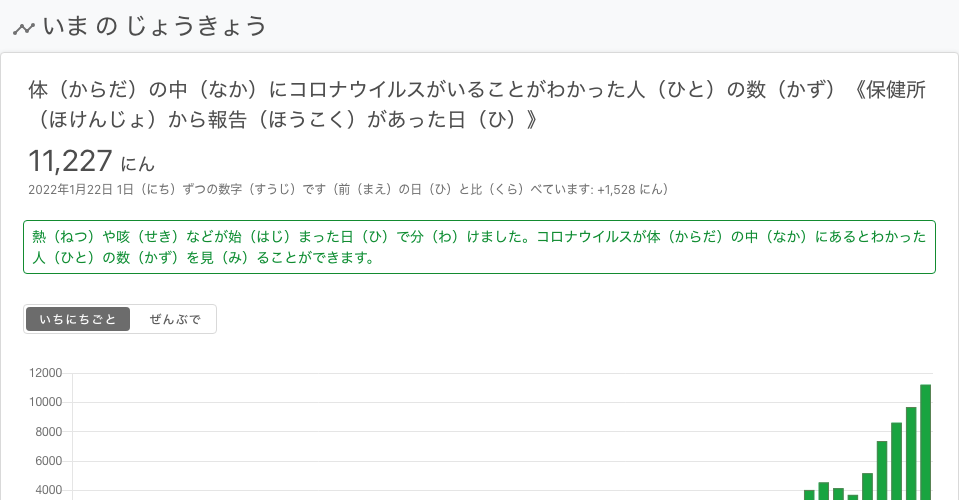 いま の じょうきょう
体（からだ）の中（なか）にコロナウイルスがいることがわかった人（ひと）の数（かず）《保健所
（ほけんじょ）から報告（ほうこく）があった日（ひ）》
11,227 にん
2022年1月22日 1日（にち）ずつの数字（すうじ）です（前（まえ）の日（ひ）と比（くら）べています: +1,528 にん）
熱（ねつ）や咳（せき）などが始（はじ）まった日（ひ）で分（わ）けました。コロナウイルスが体（からだ）の中（なか）にあるとわかった
人（ひと）の数（かず）を見（み）ることができます。
いちにちごと ぜんぶで
12000
10000
8000
6000
4000